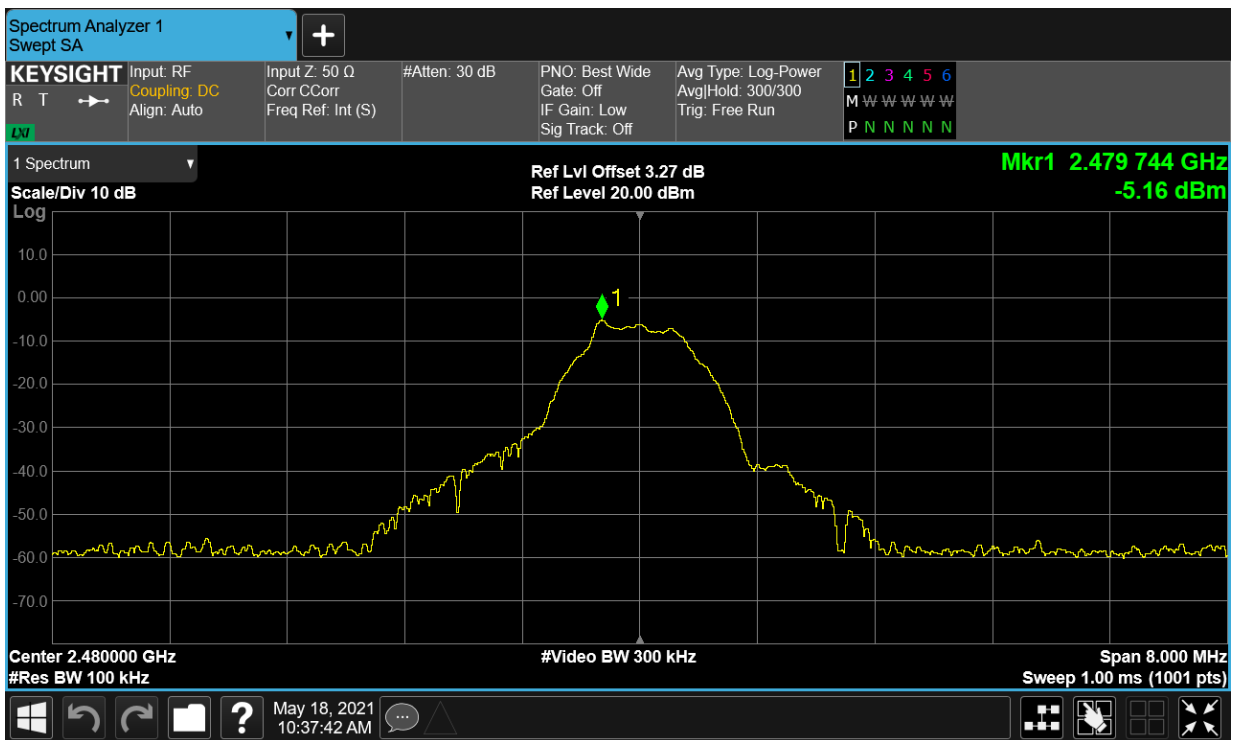 Spectrum Analyzer 1
Swept SA
KEYSIGHT
R T
LXI
Input: RF
Coupling: DC
Align: Auto
Input Z: 50 Ω
Corr CCorr
Freq Ref: Int (S)
#Atten: 30 dB
PNO: Best Wide
Gate: Off
IF Gain: Low
Sig Track: Off
Avg Type: Log-Power
Avg|Hold: 300/300
Trig: Free Run
1 2 3 4 5 6
M W W W W W
P N N N N N
1 Spectrum
Scale/Div 10 dB
Log
Ref Lvl Offset 3.27 dB
Ref Level 20.00 dBm
Mkr1 2.479 744 GHz
-5.16 dBm
10.0
0.00
-10.0
-20.0
-30.0
-40.0
-50.0
-60.0
-70.0
1
Center 2.480000 GHz
#Res BW 100 kHz
#Video BW 300 kHz
Span 8.000 MHz
Sweep 1.00 ms (1001 pts)
?
May 18, 2021
10:37:42 AM